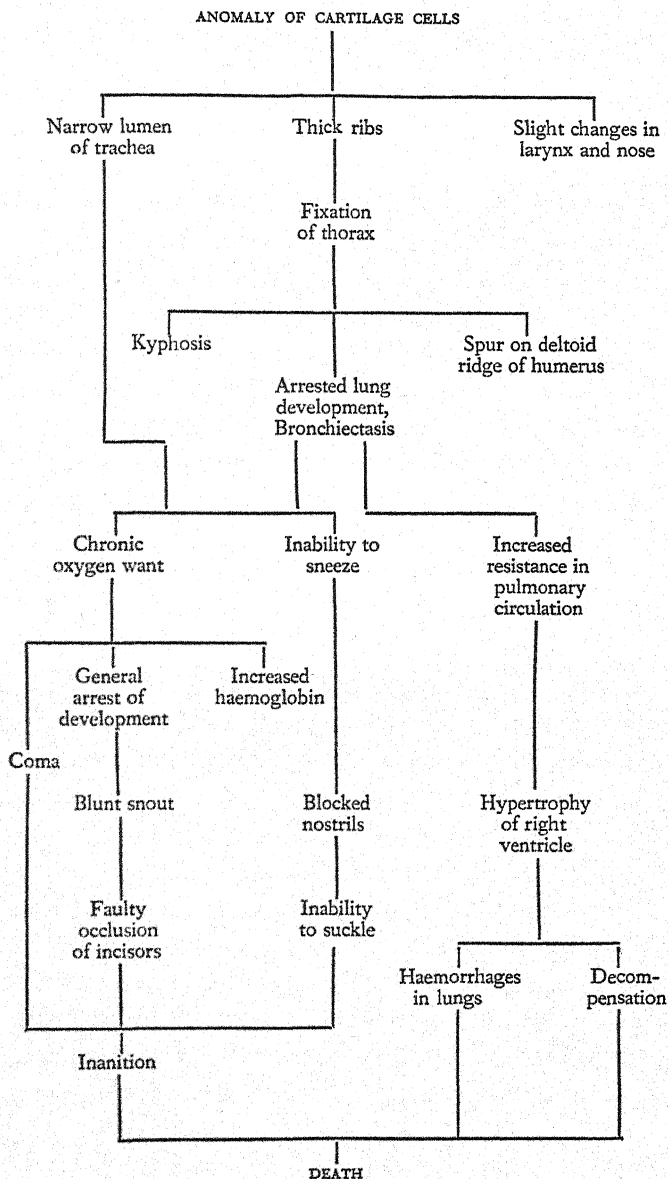 ANOMALY OF CARTILAGE CELLS
Narrow lumen
of trachea
Thick ribs
Slight changes in
larynx and nose
Fixation
of thorax
Kyphosis
Spur on deltoid
ridge of humerus
Arrested lung
development,
Bronchiectasis
Chronic
oxygen want
Inability to
sneeze
Increased
resistance in
pulmonary
circulation
General
arrest of
development
Increased
haemoglobin
Coma
Blunt snout
Blocked
nostrils
Hypertrophy
of right
ventricle
Faulty
occlusion
of incisors
Inability
to suckle
Haemorrhages
in lungs
Decom-
pensation
Inanition
DEATH